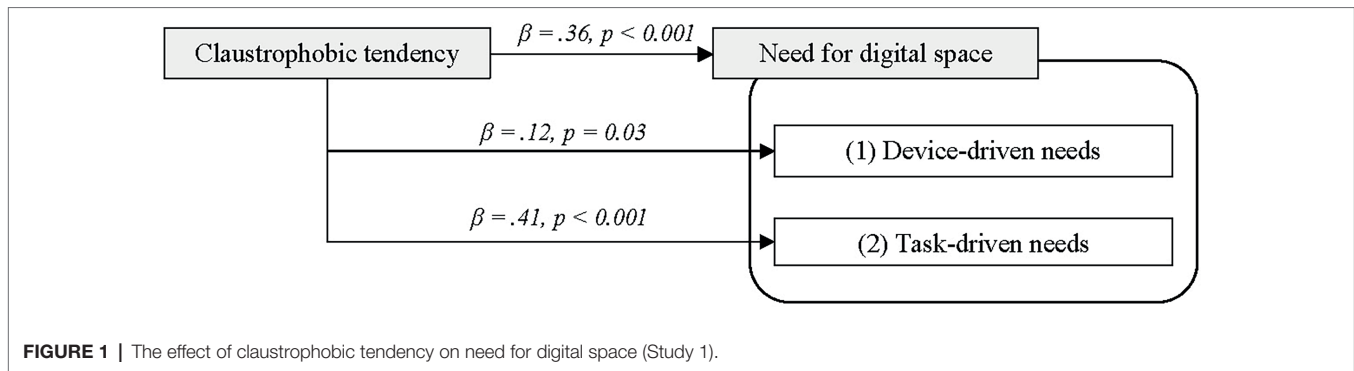 Claustrophobic tendency
β = .36, p < 0.001
Need for digital space
β = .12, p = 0.03
(1) Device-driven needs
β = .41, p < 0.001
(2) Task-driven needs
FIGURE 1 | The effect of claustrophobic tendency on need for digital space (Study 1).